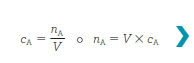 c_A = n_A / V o n_A = V × c_A